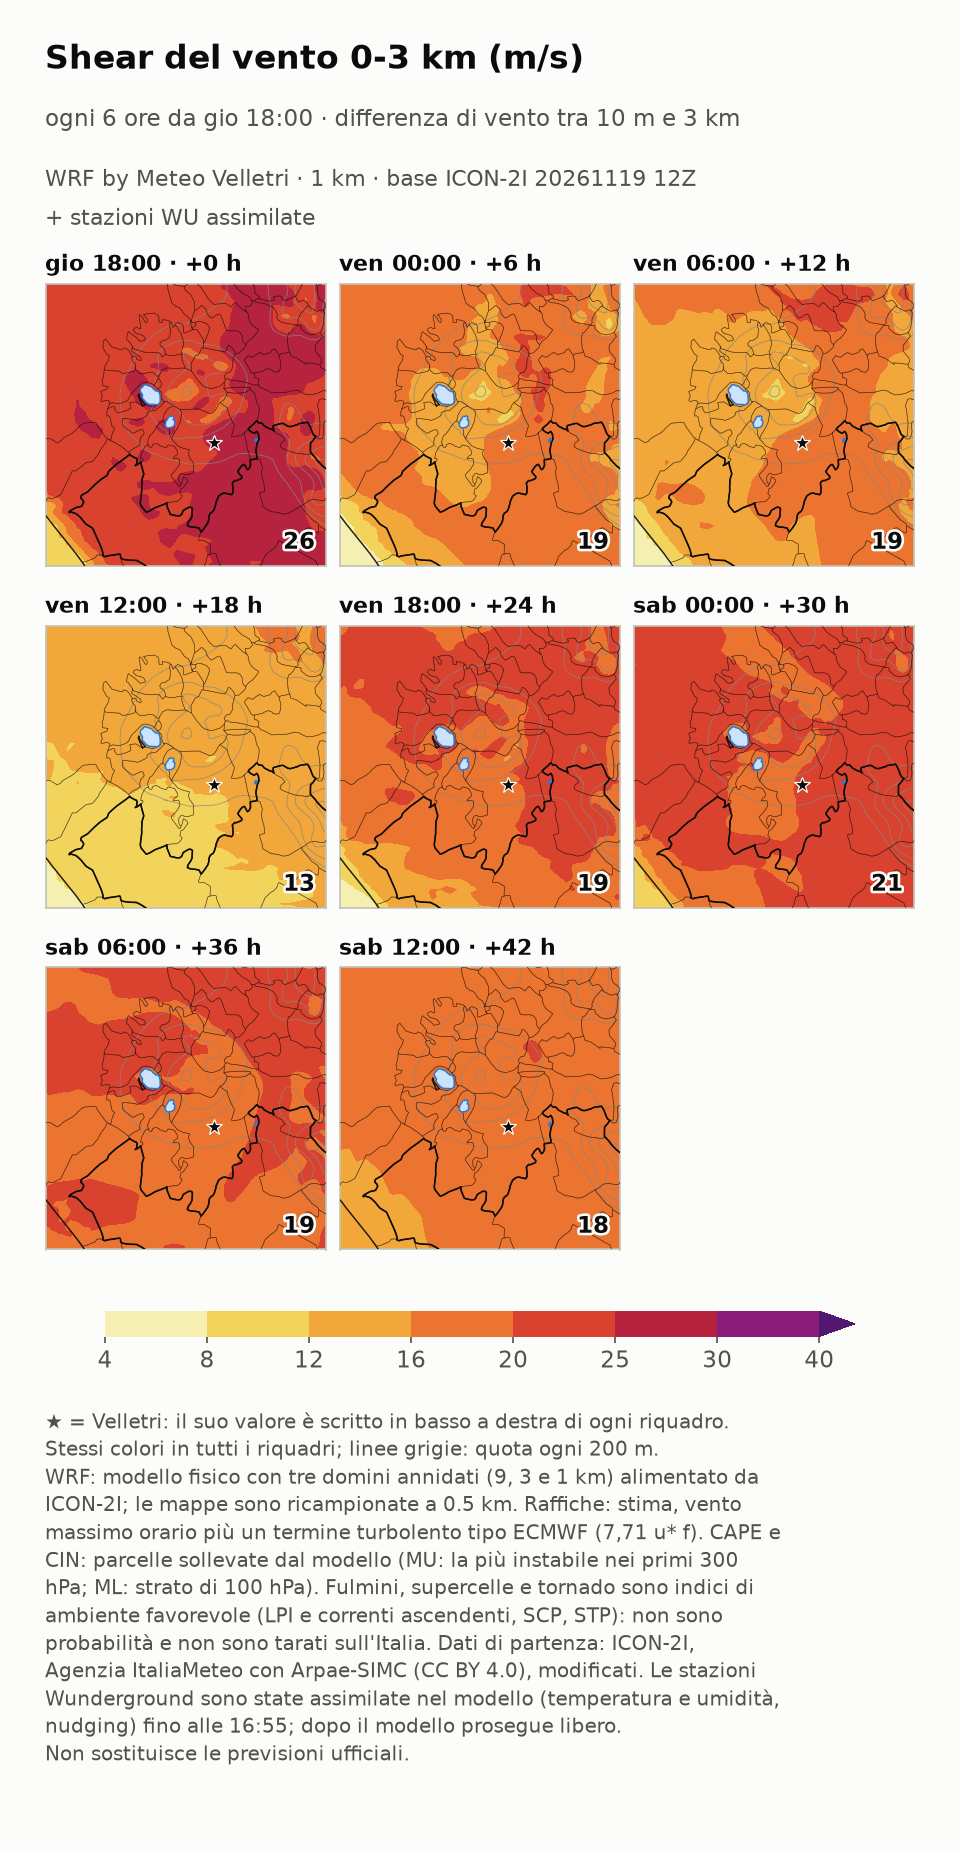 Shear del vento 0-3 km (m/s)
ogni 6 ore da gio 18:00 · differenza di vento tra 10 m e 3 km
WRF by Meteo Velletri · 1 km · base ICON-2I 20261119 12Z
+ stazioni WU assimilate
gio 18:00 · +0 h
ven 00:00 · +6 h
ven 06:00 · +12 h
26
19
19
ven 12:00 · +18 h
ven 18:00 · +24 h
sab 00:00 · +30 h
13
19
21
sab 06:00 · +36 h
sab 12:00 · +42 h
19
18
4 8 12 16 20 25 30 40
★ = Velletri: il suo valore è scritto in basso a destra di ogni riquadro.
Stessi colori in tutti i riquadri; linee grigie: quota ogni 200 m.
WRF: modello fisico con tre domini annidati (9, 3 e 1 km) alimentato da
ICON-2I; le mappe sono ricampionate a 0.5 km. Raffiche: stima, vento
massimo orario più un termine turbolento tipo ECMWF (7,71 u* f). CAPE e
CIN: parcelle sollevate dal modello (MU: la più instabile nei primi 300
hPa; ML: strato di 100 hPa). Fulmini, supercelle e tornado sono indici di
ambiente favorevole (LPI e correnti ascendenti, SCP, STP): non sono
probabilità e non sono tarati sull'Italia. Dati di partenza: ICON-2I,
Agenzia ItaliaMeteo con Arpae-SIMC (CC BY 4.0), modificati. Le stazioni
Wunderground sono state assimilate nel modello (temperatura e umidità,
nudging) fino alle 16:55; dopo il modello prosegue libero.
Non sostituisce le previsioni ufficiali.